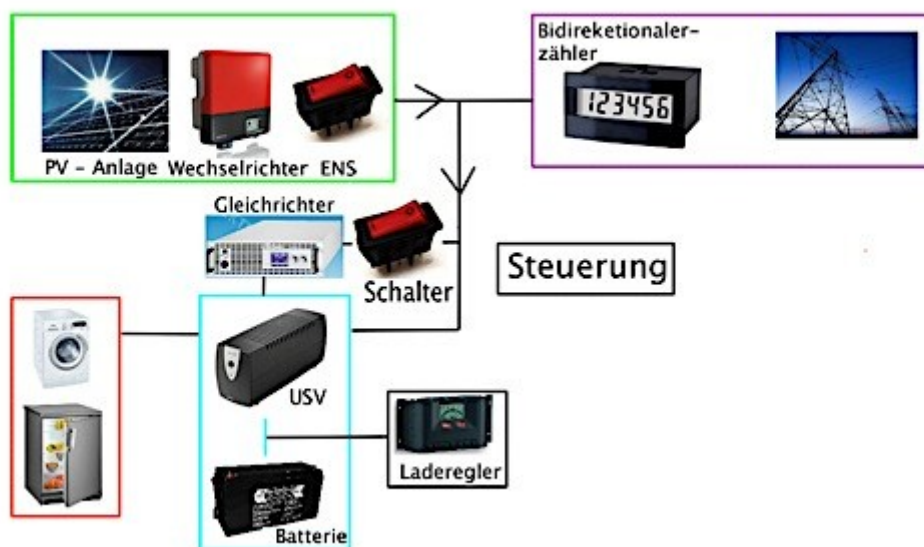 PV - Anlage Wechselrichter ENS
Bidireketionaler-
zähler
123456
Gleichrichter
Schalter
Steuerung
USV
Laderegler
Batterie